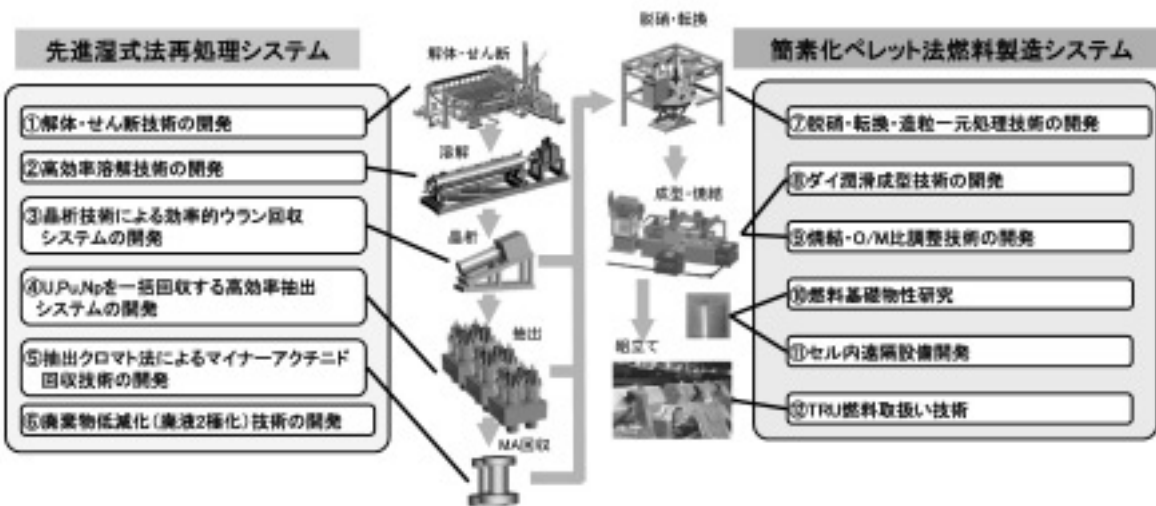 先進湿式法再処理システム
①解体・せん断技術の開発
②高効率溶解技術の開発
③晶析技術による効率的ウラン回収
システムの開発
④U,Pu,Npを一括回収する高効率抽出
システムの開発
⑤抽出クロマト法によるマイナーアクチニド
回収技術の開発
⑥廃棄物低減化(廃液2極化)技術の開発
解体・せん断
溶解
晶析
抽出
MA回収
脱硝・転換
成型・焼結
組立て
簡素化ペレット法燃料製造システム
⑦脱硝・転換・造粒一元処理技術の開発
⑧ダイ潤滑成型技術の開発
⑨焼結・O/M比調整技術の開発
⑩燃料基礎物性研究
⑪セル内遠隔設備開発
⑫TRU燃料取扱い技術